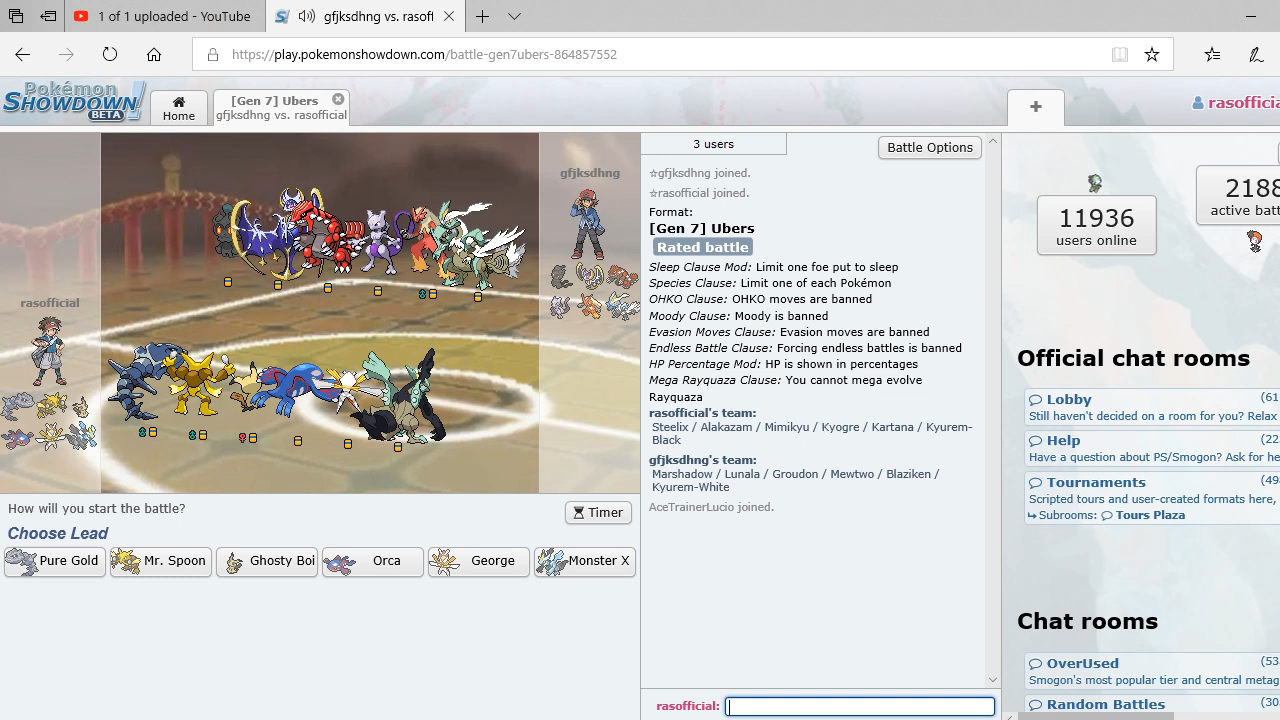 1 of 1 uploaded - YouTube
gfjksdhng vs. rasoff
https://play.pokemonshowdown.com/battle-gen7ubers-864857552
Pokémon
SHOWDOWN!
BETA
Home
[Gen 7] Ubers
gfjksdhng vs. rasofficial
+
rasofficia
gfjksdhng
rasofficial
How will you start the battle?
Timer
Choose Lead
Pure Gold
Mr. Spoon
Ghosty Boi
Orca
George
Monster X
3 users
Battle Options
☆gfjksdhng joined.
☆rasofficial joined.
Format:
[Gen 7] Ubers
Rated battle
Sleep Clause Mod: Limit one foe put to sleep
Species Clause: Limit one of each Pokémon
OHKO Clause: OHKO moves are banned
Moody Clause: Moody is banned
Evasion Moves Clause: Evasion moves are banned
Endless Battle Clause: Forcing endless battles is banned
HP Percentage Mod: HP is shown in percentages
Mega Rayquaza Clause: You cannot mega evolve
Rayquaza
rasofficial's team:
Steelix / Alakazam / Mimikyu / Kyogre / Kartana / Kyurem-
Black
gfjksdhng's team:
Marshadow / Lunala / Groudon / Mewtwo / Blaziken /
Kyurem-White
AceTrainerLucio joined.
rasofficial:
11936
users online
2188
active batt
Official chat rooms
Lobby (61
Still haven't decided on a room for you? Relax
Help (22
Have a question about PS/Smogon? Ask for he
Tournaments (49
Scripted tours and user-created formats here,
Subrooms: Tours Plaza
Chat rooms
OverUsed (53
Smogon's most popular tier and central metag
Random Battles (30